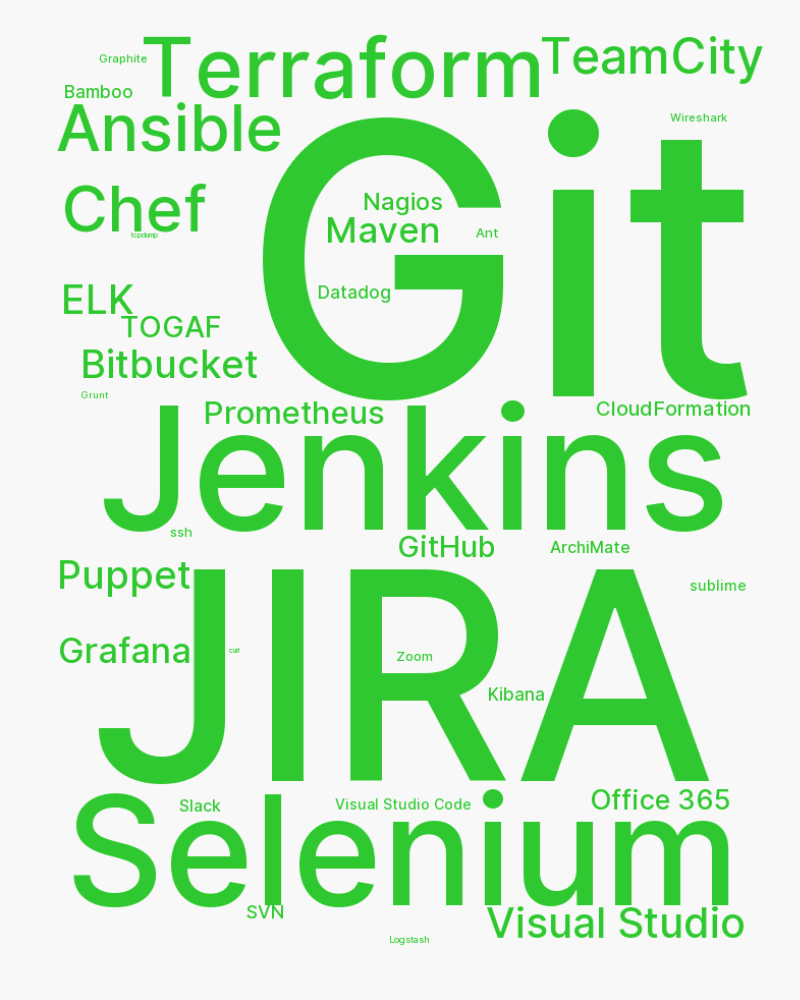 Terraform
TeamCity
Graphite
Bamboo
Ansible
Git
Wireshark
Chef
Nagios
Maven
Ant
tcpdump
Datadog
ELK
TOGAF
Bitbucket
Grunt
Prometheus
CloudFormation
Jenkins
ssh
GitHub
ArchiMate
Puppet
sublime
JIRA
Grafana
curl
Zoom
Kibana
Selenium
Slack
Visual Studio Code
Office 365
SVN
Visual Studio
Logstash